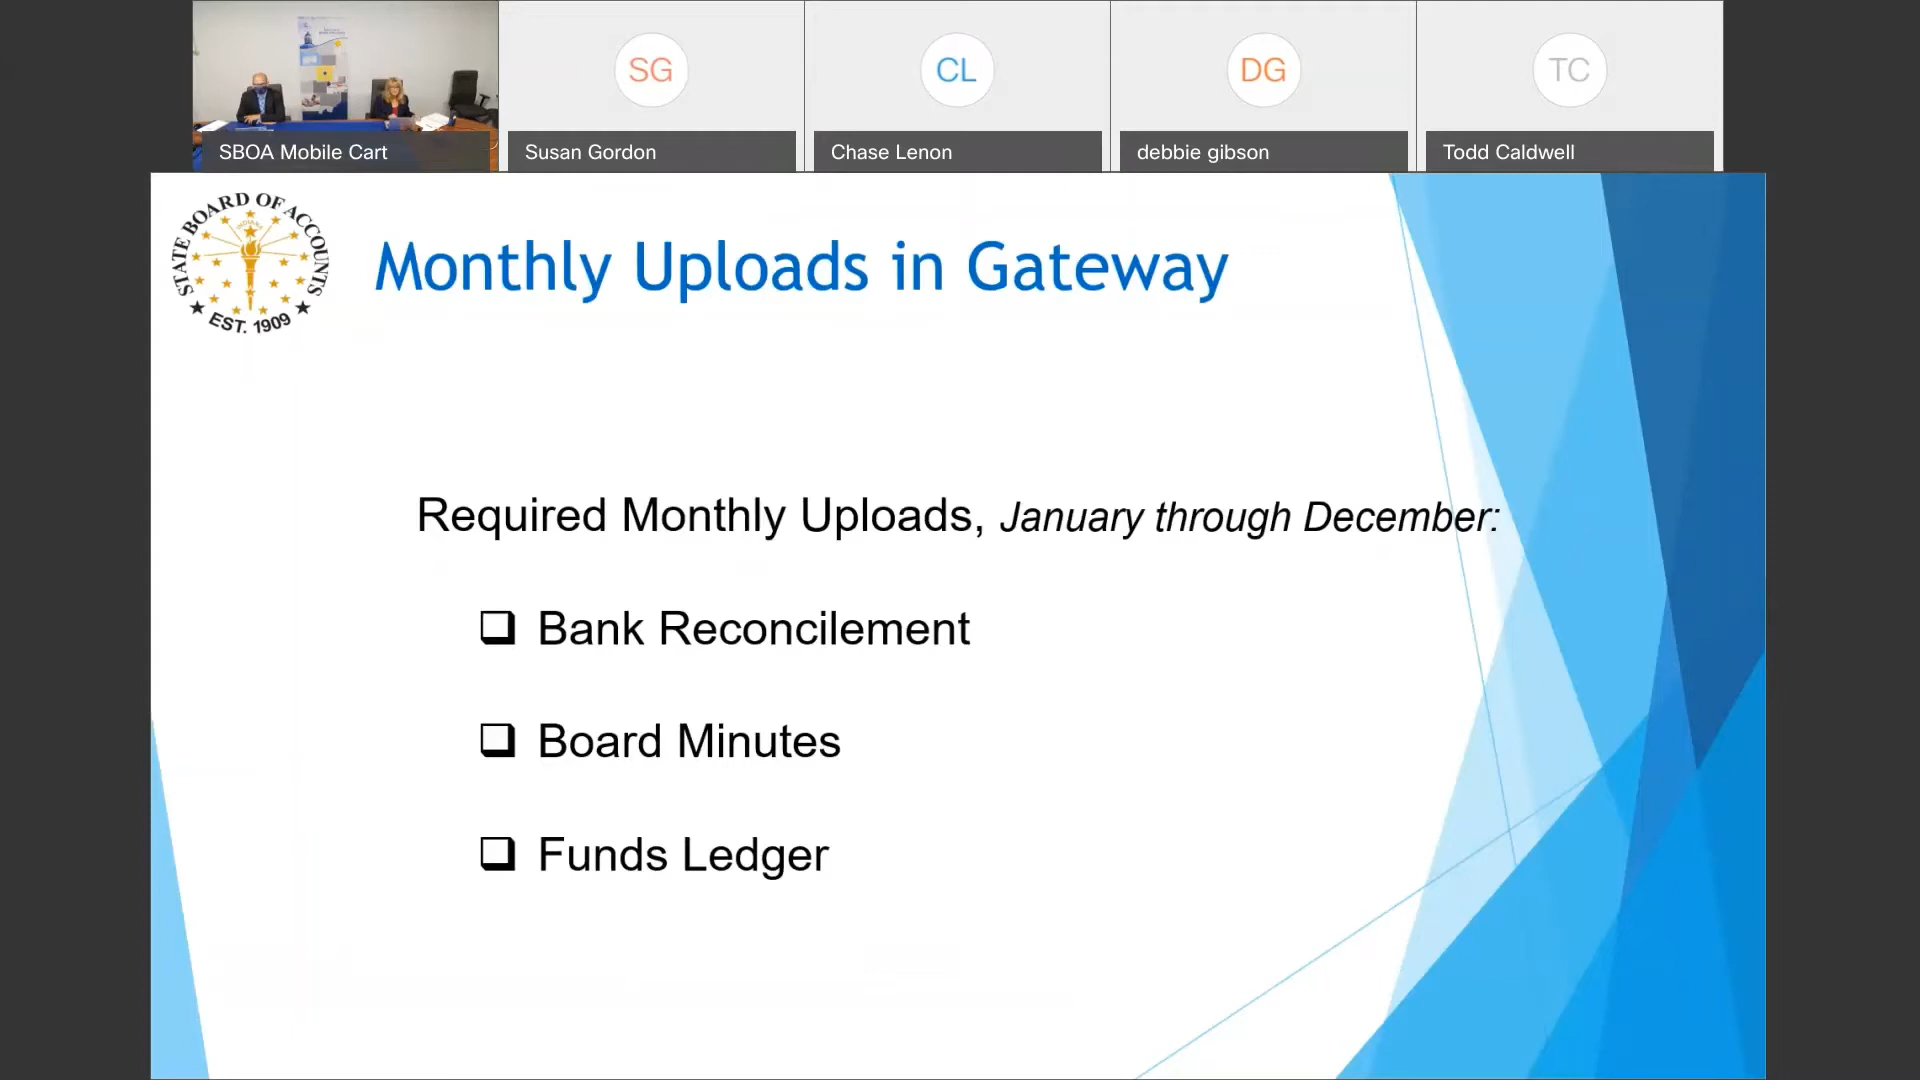 SG
CL
DG
TC
SBOA Mobile Cart
Susan Gordon
Chase Lenon
debbie gibson
Todd Caldwell
STATE BOARD OF ACCOUNTS
INDIANA
EST. 1909
Monthly Uploads in Gateway
Required Monthly Uploads, January through December:
Bank Reconcilement
Board Minutes
Funds Ledger